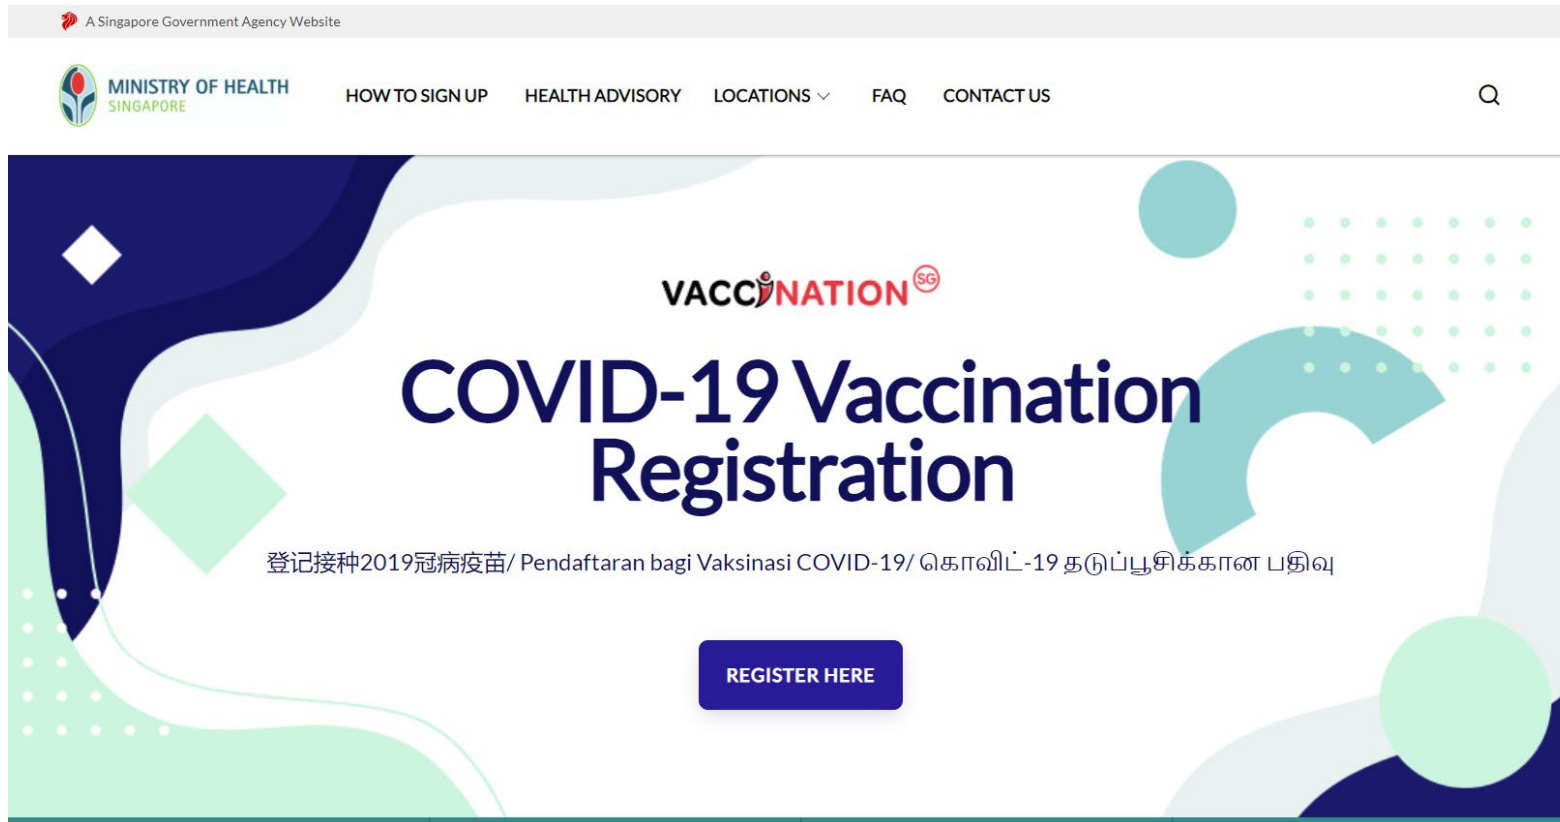 A Singapore Government Agency Website
MINISTRY OF HEALTH
SINGAPORE
HOW TO SIGN UP
HEALTH ADVISORY
LOCATIONS
FAQ
CONTACT US
VACCINATION SG
COVID-19 Vaccination
Registration
登记接种2019冠病疫苗/ Pendaftaran bagi Vaksinasi COVID-19/ கொவிட்-19 தடுப்பூசிக்கான பதிவு
REGISTER HERE